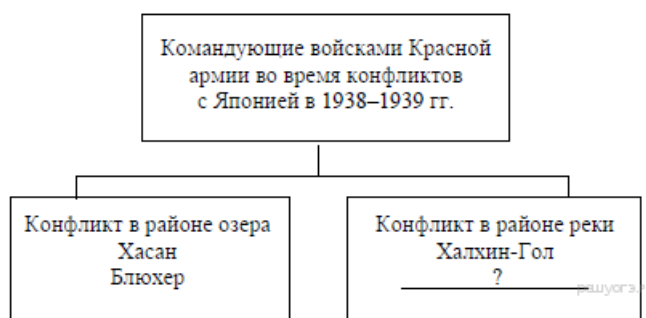 Командующие войсками Красной
армии во время конфликтов
с Японией в 1938–1939 гг.
Конфликт в районе озера
Хасан
Блюхер
Конфликт в районе реки
Халхин-Гол
?